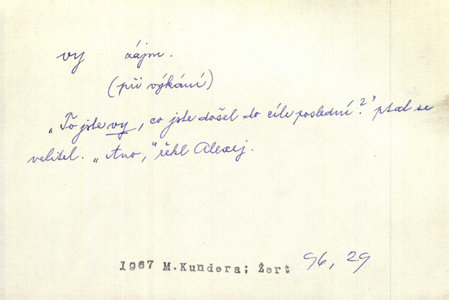 vy zájm.
(při vykání)
„To jste vy, co jste došel do cíle poslední?" ptal se
velitel. „Ano," řekl Alexej.
1967 M.Kundera; Žert 96, 29